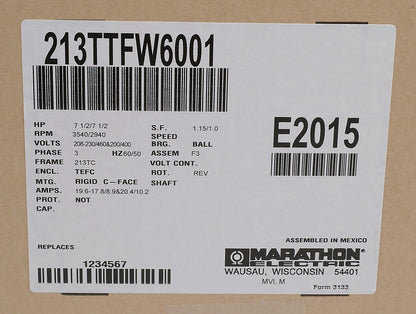 213TTFW6001
HP 7 1/2/7 1/2 S.F. 1.15/1.0
RPM 3540/2940 SPEED
VOLTS 208-230/460&200/400 BRG. BALL
PHASE 3 HZ 60/50 ASSEM F3
FRAME 213TC VOLT CONT.
ENCL. TEFC ROT. REV
MTG. RIGID C-FACE SHAFT
AMPS. 19.6-17.8/8.9&20.4/10.2
PROT. NOT
CAP.
E2015
REPLACES
1234567
ASSEMBLED IN MEXICO
MARATHON
ELECTRIC
WAUSAU, WISCONSIN 54401
MVL M
Form 3133